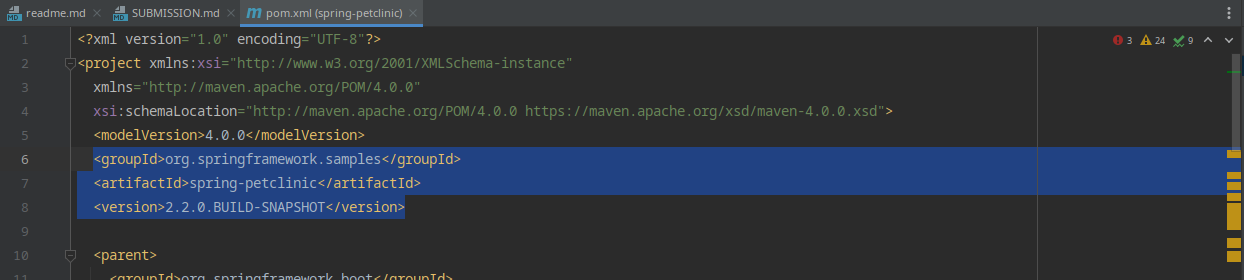 readme.md
SUBMISSION.md
pom.xml (spring-petclinic)
3 24 9
1 <?xml version="1.0" encoding="UTF-8"?>
2 <project xmlns:xsi="http://www.w3.org/2001/XMLSchema-instance"
3 xmlns="http://maven.apache.org/POM/4.0.0"
4 xsi:schemaLocation="http://maven.apache.org/POM/4.0.0 https://maven.apache.org/xsd/maven-4.0.0.xsd">
5 <modelVersion>4.0.0</modelVersion>
6 <groupId>org.springframework.samples</groupId>
7 <artifactId>spring-petclinic</artifactId>
8 <version>2.2.0.BUILD-SNAPSHOT</version>
9
10 <parent>
11 <groupId>org.springframework.boot</groupId>